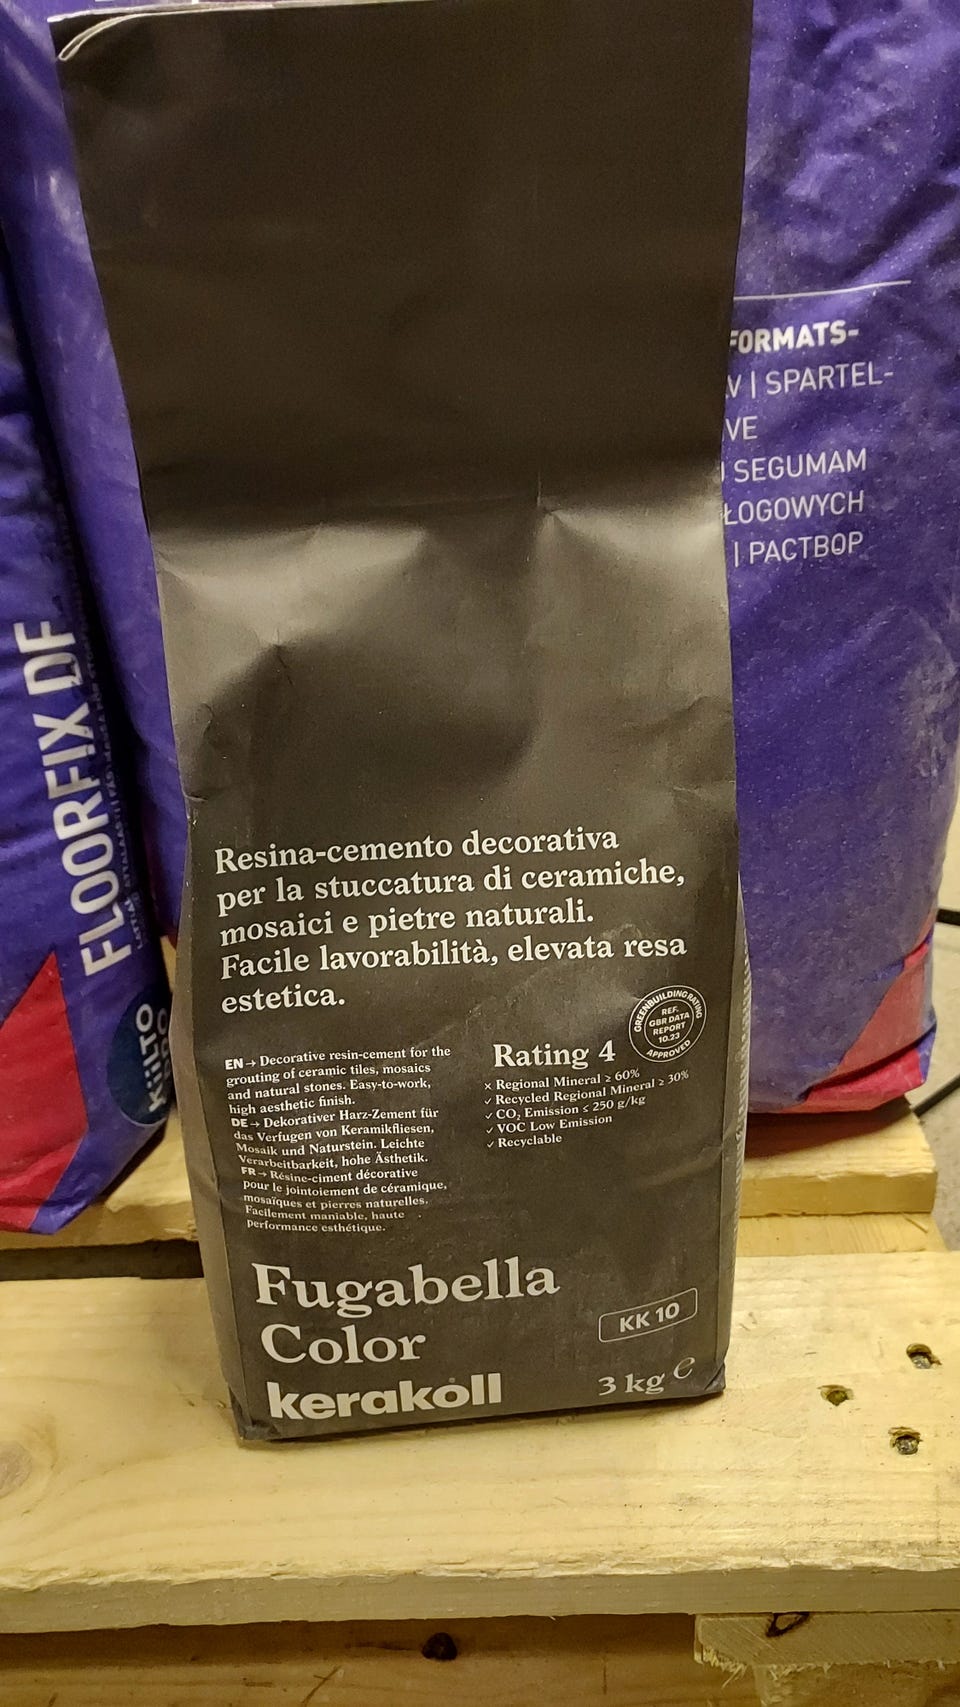 FORMATS-
V | SPARTEL-
VE
SEGUMAM
ŁOGOWYCH
| РАСТВОР
FLOORFIX DF
KIILTO
Resina-cemento decorativa
per la stuccatura di ceramiche,
mosaici e pietre naturali.
Facile lavorabilità, elevata resa
estetica.
EN → Decorative resin-cement for the
grouting of ceramic tiles, mosaics
and natural stones. Easy-to-work,
high aesthetic finish.
DE → Dekorativer Harz-Zement für
das Verfugen von Keramikfliesen,
Mosaik und Naturstein. Leichte
Verarbeitbarkeit, hohe Ästhetik.
FR → Résine-ciment décorative
pour le jointoiement de céramique,
mosaïques et pierres naturelles.
Facilement maniable, haute
performance esthétique.
GREENBUILDING RATING
REF.
GBR DATA
REPORT
10.23
APPROVED
Rating 4
× Regional Mineral ≥ 60%
✓ Recycled Regional Mineral ≥ 30%
✓ CO₂ Emission ≤ 250 g/kg
✓ VOC Low Emission
✓ Recyclable
Fugabella
Color
KK 10
kerakoll
3 kg ℮